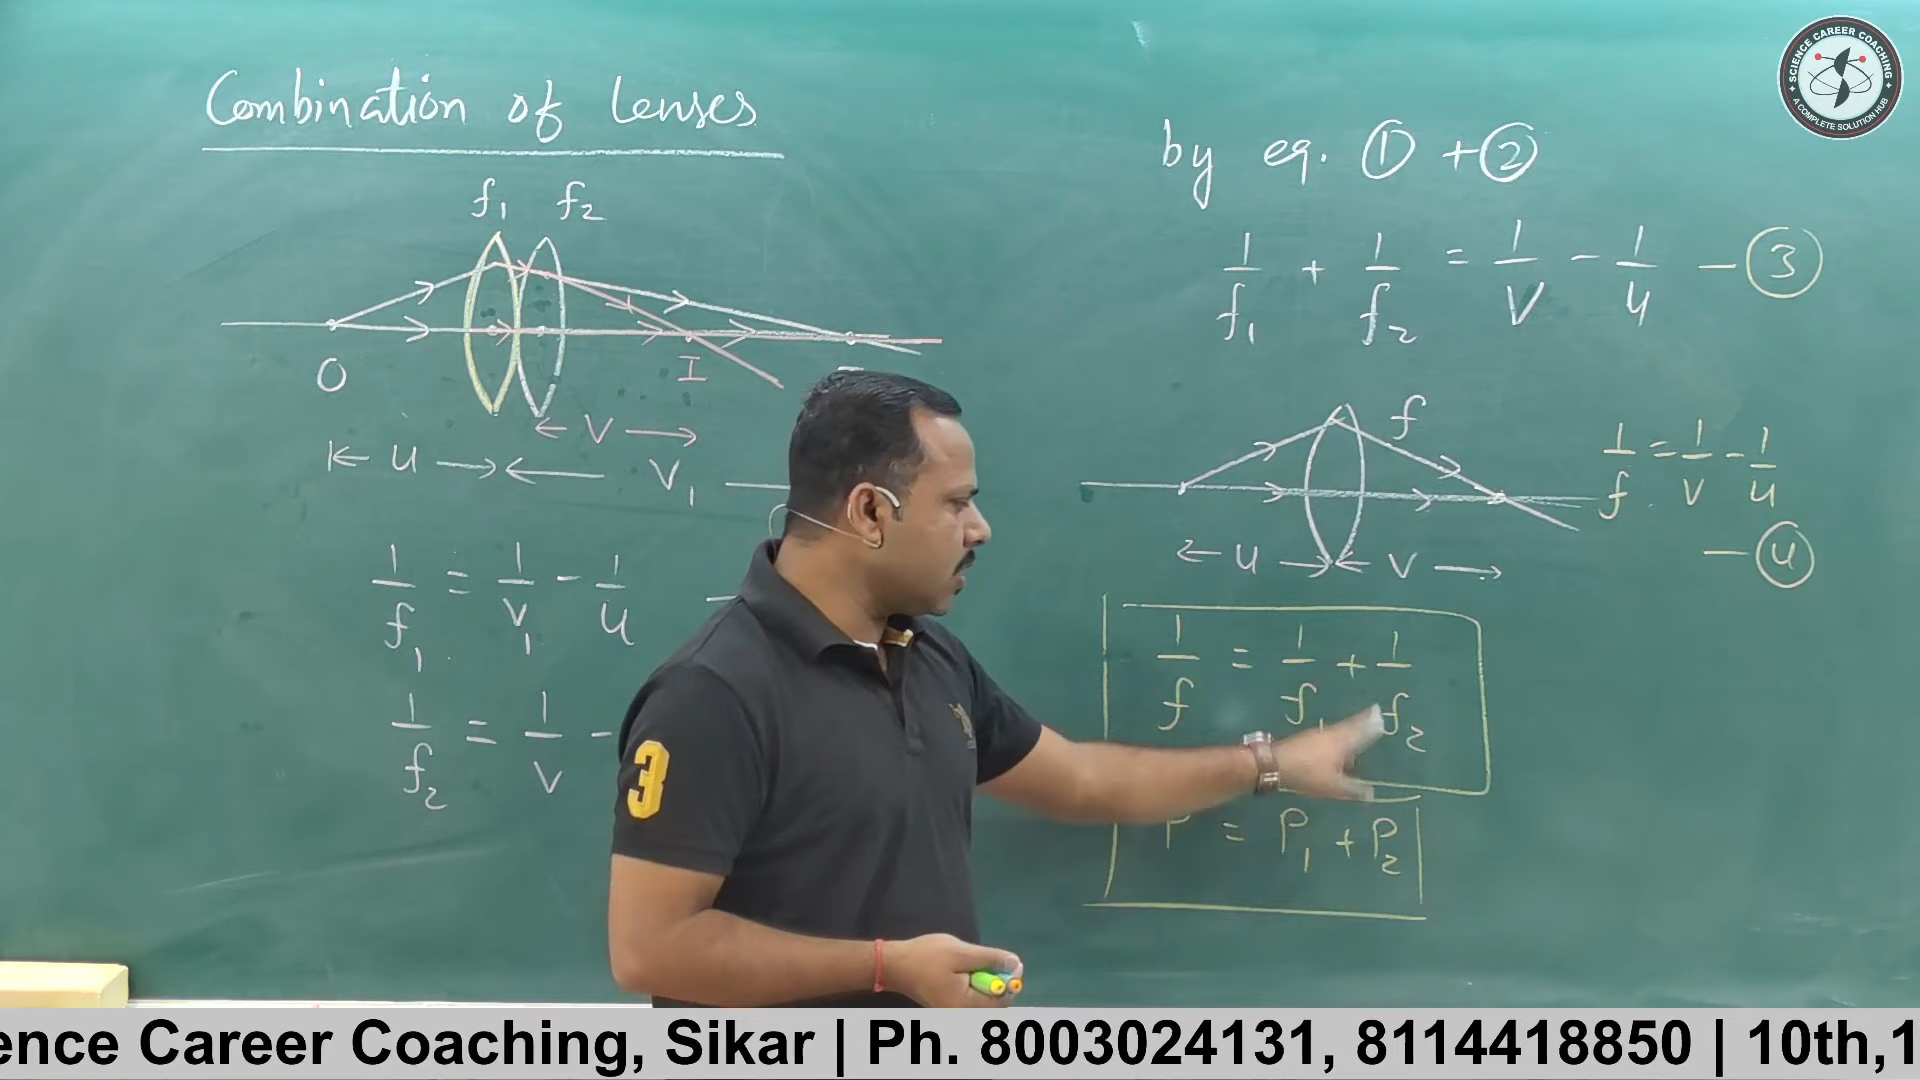 Combination of lenses
f₁ f₂
O
I
← v →
|← u → ← v₁
1/f₁ = 1/v₁ - 1/u
1/f₂ = 1/v -
by eq. ① + ②
1/f₁ + 1/f₂ = 1/v - 1/u — ③
f
← u → ← v →
1/f = 1/v - 1/u
— ④
1/f = 1/f₁ + 1/f₂
P = P₁ + P₂
3
SCIENCE CAREER COACHING
A COMPLETE SOLUTION HUB
ence Career Coaching, Sikar | Ph. 8003024131, 8114418850 | 10th,1